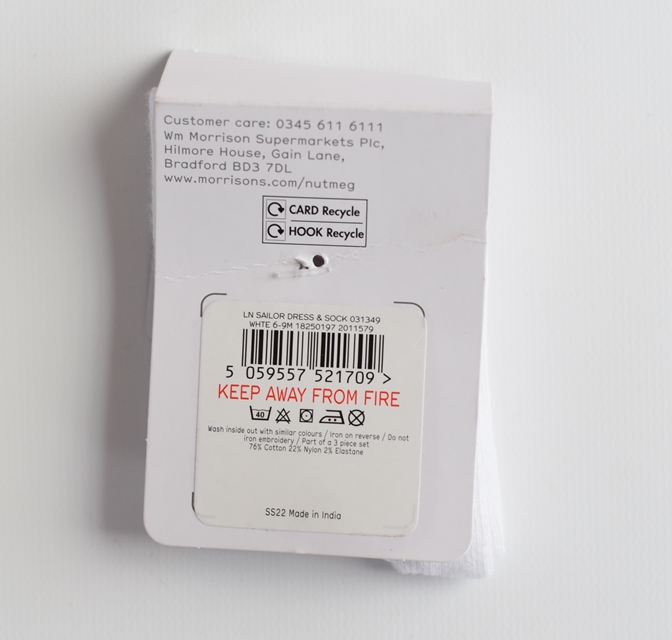 Customer care: 0345 611 6111
Wm Morrison Supermarkets Plc,
Hilmore House, Gain Lane,
Bradford BD3 7DL
www.morrisons.com/nutmeg
CARD Recycle
HOOK Recycle
LN SAILOR DRESS & SOCK 031349
WHTE 6-9M 18250197 2011579
5 059557 521709 >
KEEP AWAY FROM FIRE
40
Wash inside out with similar colours / Iron on reverse / Do not
iron embroidery / Part of a 3 piece set
76% Cotton 22% Nylon 2% Elastane
SS22 Made in India